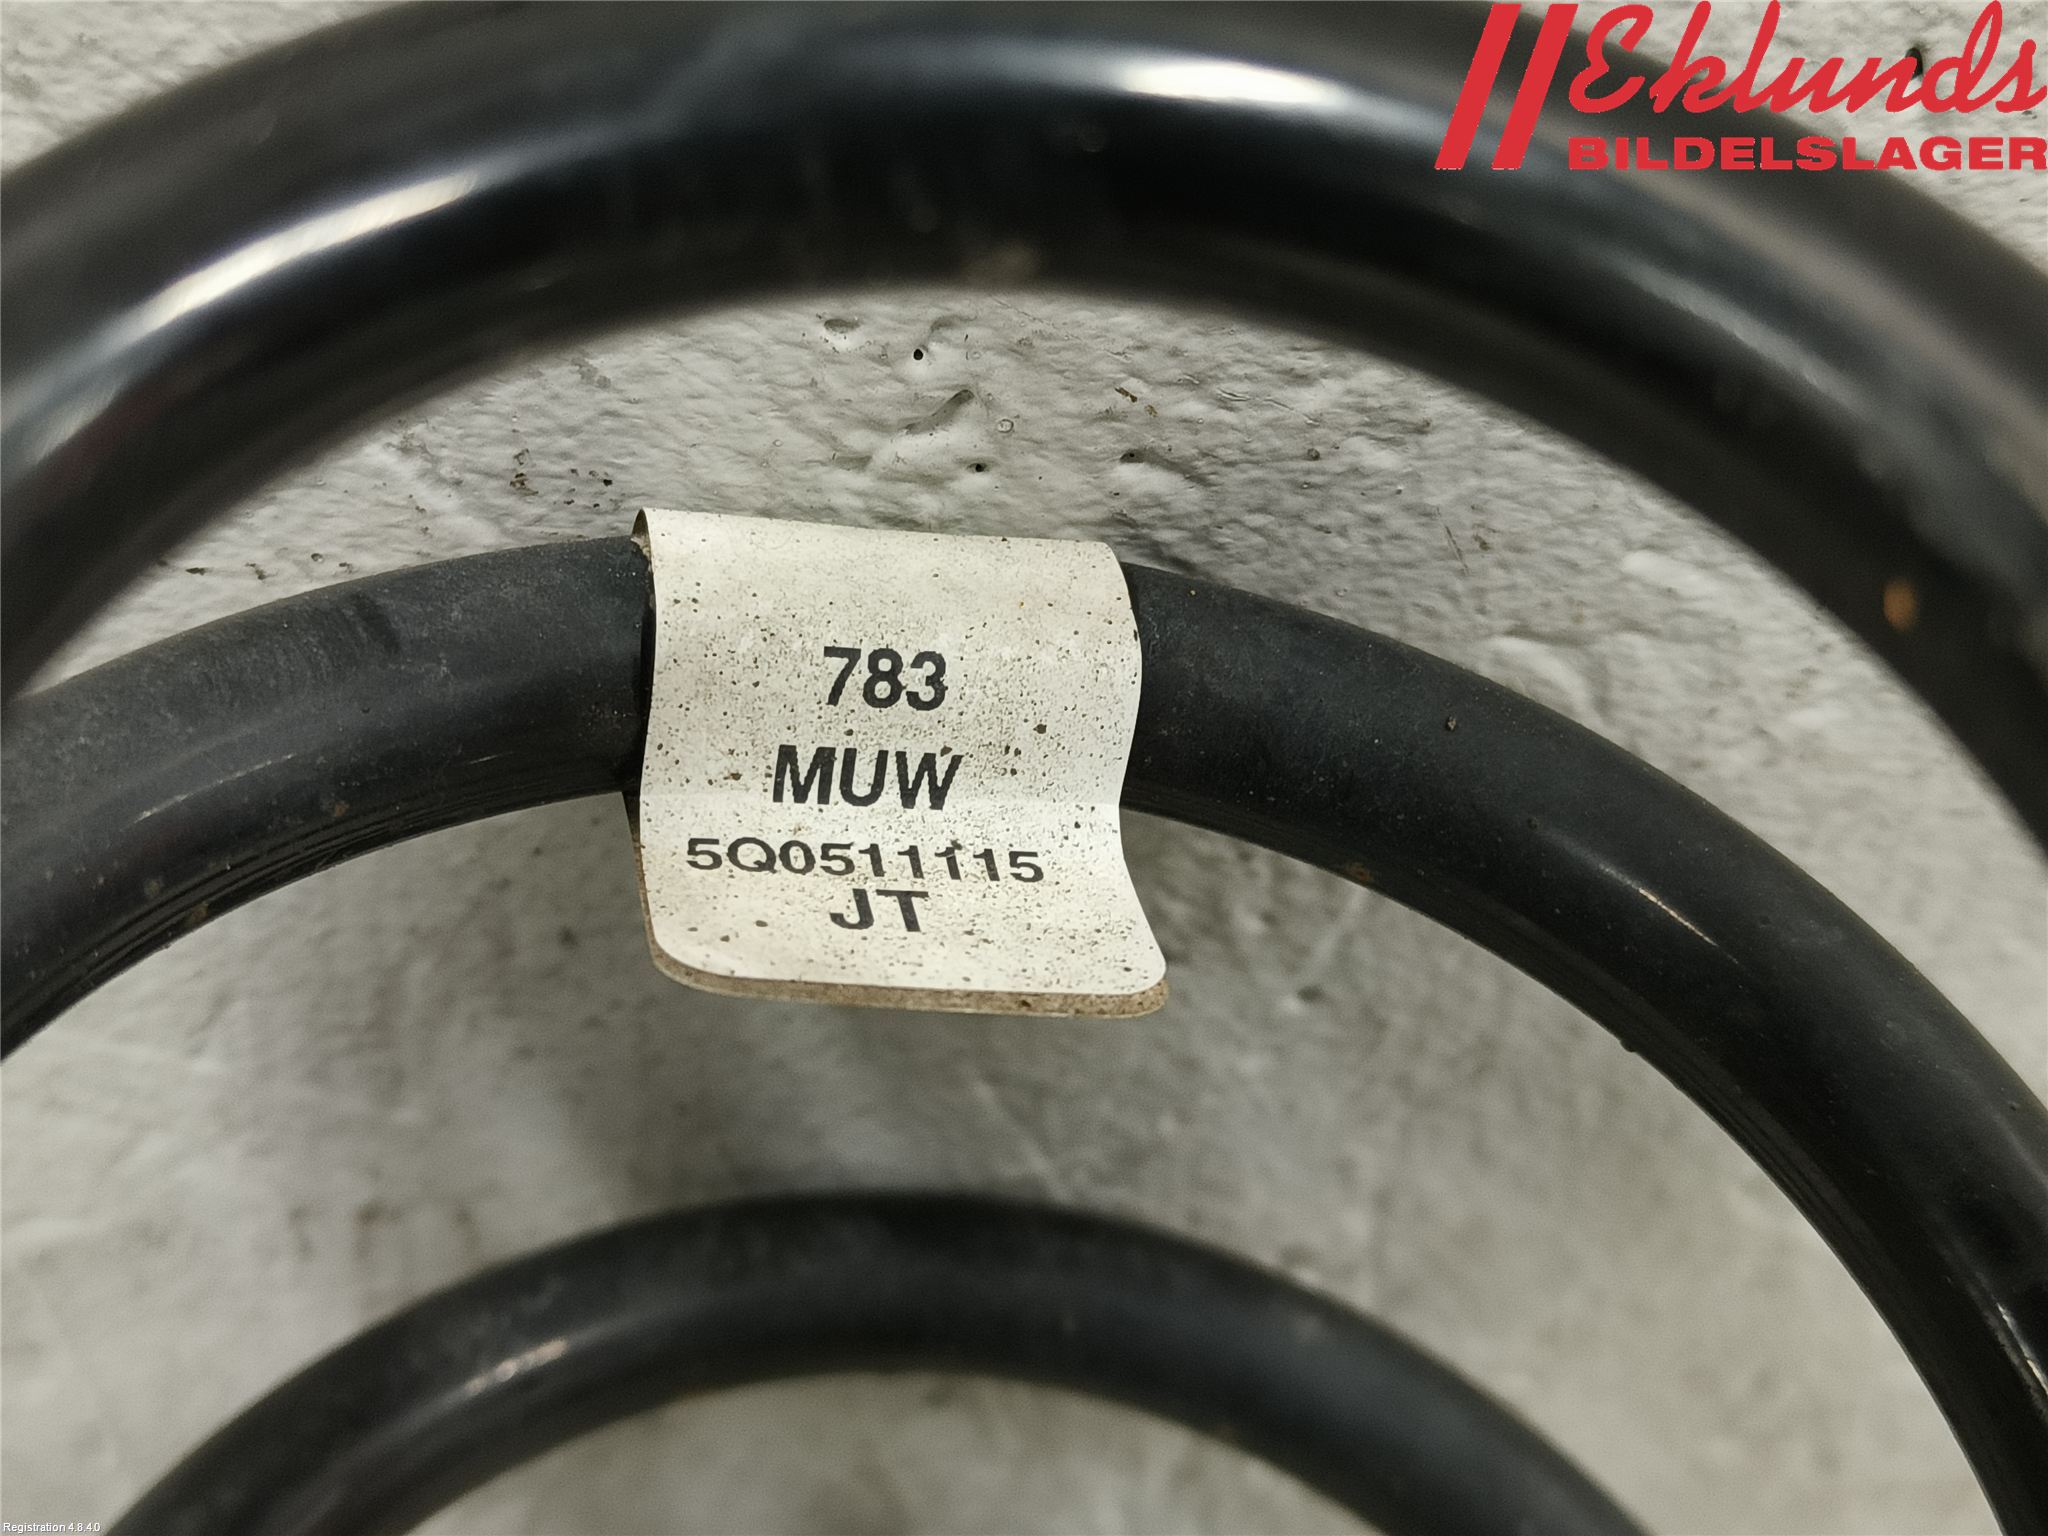 Eklunds
BILDELSLAGER
783
MUW
5Q0511115
JT
Registration 4.8.4.0